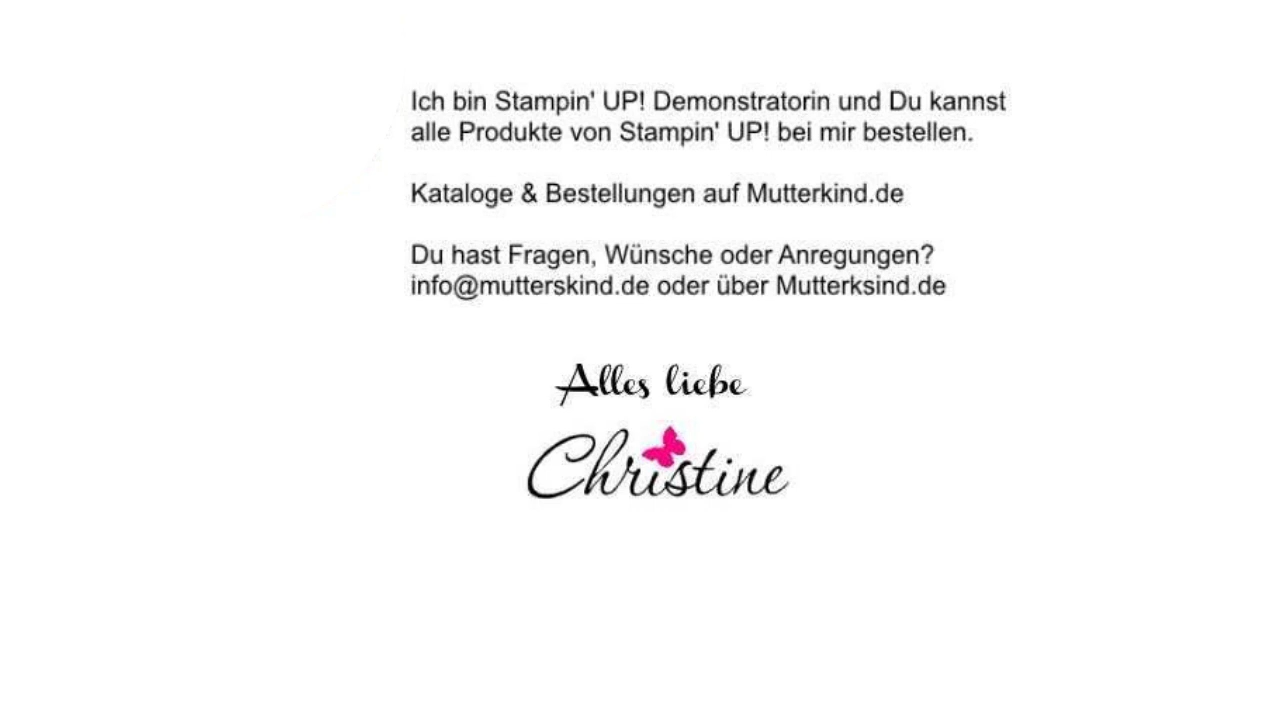 Ich bin Stampin' UP! Demonstratorin und Du kannst
alle Produkte von Stampin' UP! bei mir bestellen.
Kataloge & Bestellungen auf Mutterkind.de
Du hast Fragen, Wünsche oder Anregungen?
info@mutterskind.de oder über Mutterksind.de
Alles liebe
Christine